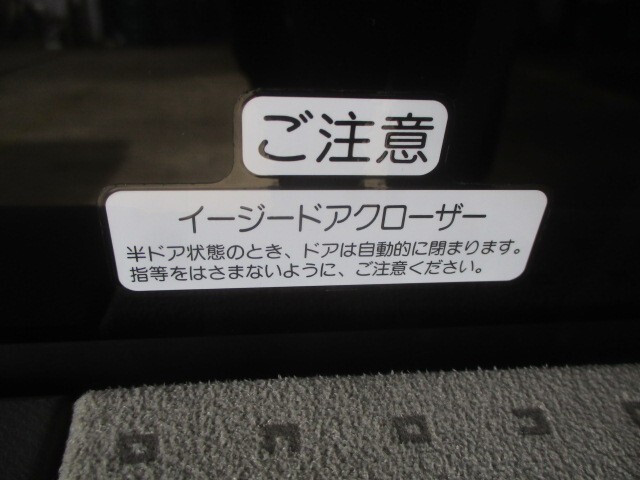 ご注意
イージードアクローザー
半ドア状態のとき、ドアは自動的に閉まります。
指等をはさまないように、ご注意ください。